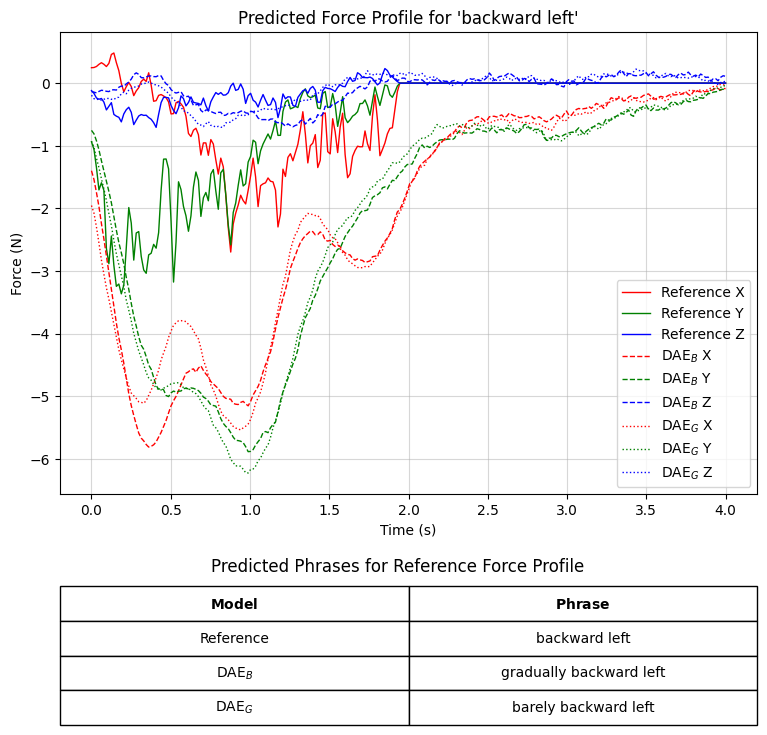 Predicted Force Profile for 'backward left'
Force (N)
0
−1
−2
−3
−4
−5
−6
Reference X
Reference Y
Reference Z
DAE_B X
DAE_B Y
DAE_B Z
DAE_G X
DAE_G Y
DAE_G Z
0.0 0.5 1.0 1.5 2.0 2.5 3.0 3.5 4.0
Time (s)
Predicted Phrases for Reference Force Profile
Model Phrase
Reference backward left
DAE_B gradually backward left
DAE_G barely backward left